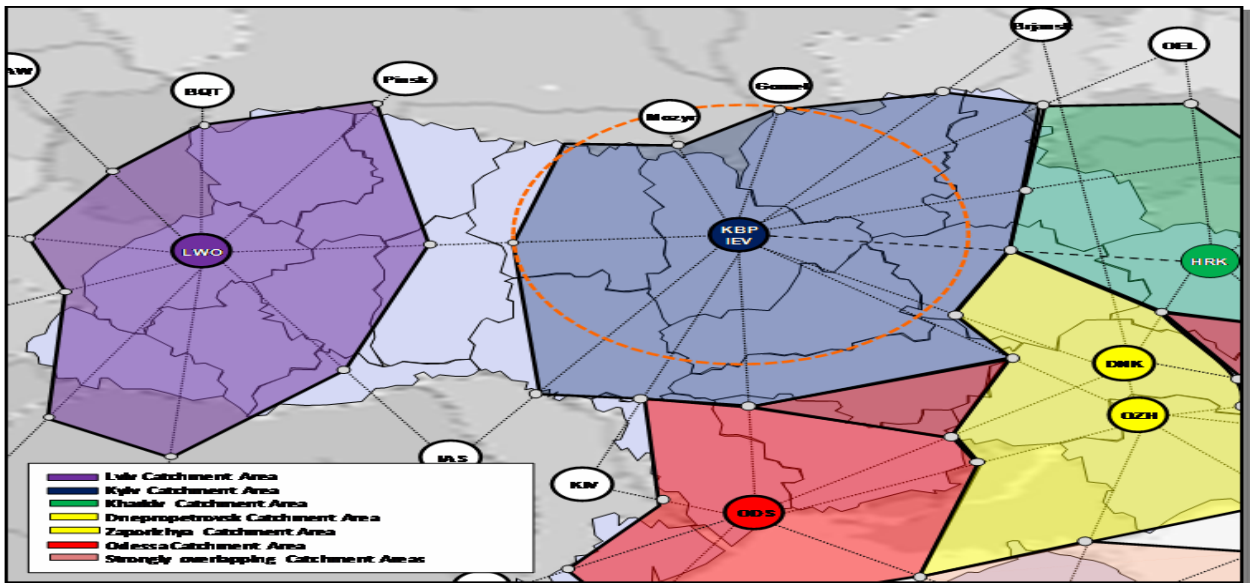 Brjansk
OEL
AW
BQT
Pinsk
Gomel
Mozyr
LWO
KBP
IEV
HRK
DNK
OZH
IAS
KIV
ODS
Lviv Catchment Area
Kyiv Catchment Area
Kharkiv Catchment Area
Dnepropetrovsk Catchment Area
Zaporizhya Catchment Area
Odessa Catchment Area
Strongly overlapping Catchment Areas